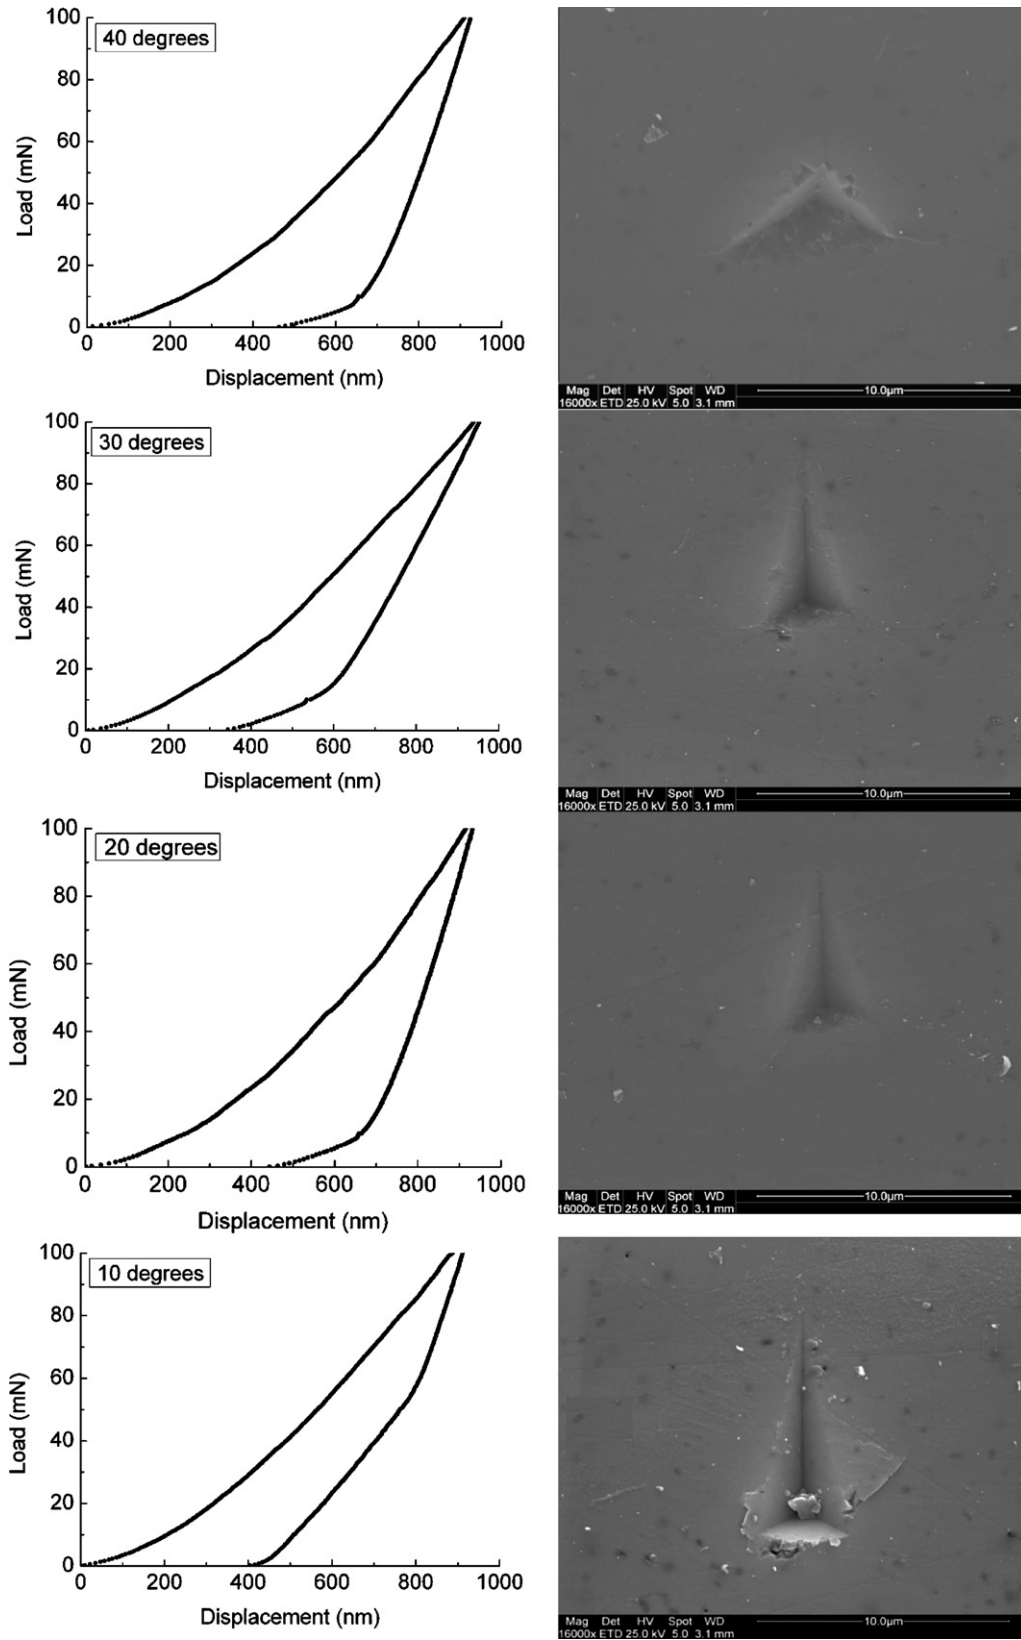 40 degrees
100
80
60
40
20
0
Load (mN)
0 200 400 600 800 1000
Displacement (nm)
Mag Det HV Spot WD
16000x ETD 25.0 kV 5.0 3.1 mm
10.0µm
30 degrees
100
80
60
40
20
0
Load (mN)
0 200 400 600 800 1000
Displacement (nm)
Mag Det HV Spot WD
16000x ETD 25.0 kV 5.0 3.1 mm
10.0µm
20 degrees
100
80
60
40
20
0
Load (mN)
0 200 400 600 800 1000
Displacement (nm)
Mag Det HV Spot WD
16000x ETD 25.0 kV 5.0 3.1 mm
10.0µm
10 degrees
100
80
60
40
20
0
Load (mN)
0 200 400 600 800 1000
Displacement (nm)
Mag Det HV Spot WD
16000x ETD 25.0 kV 5.0 3.1 mm
10.0µm